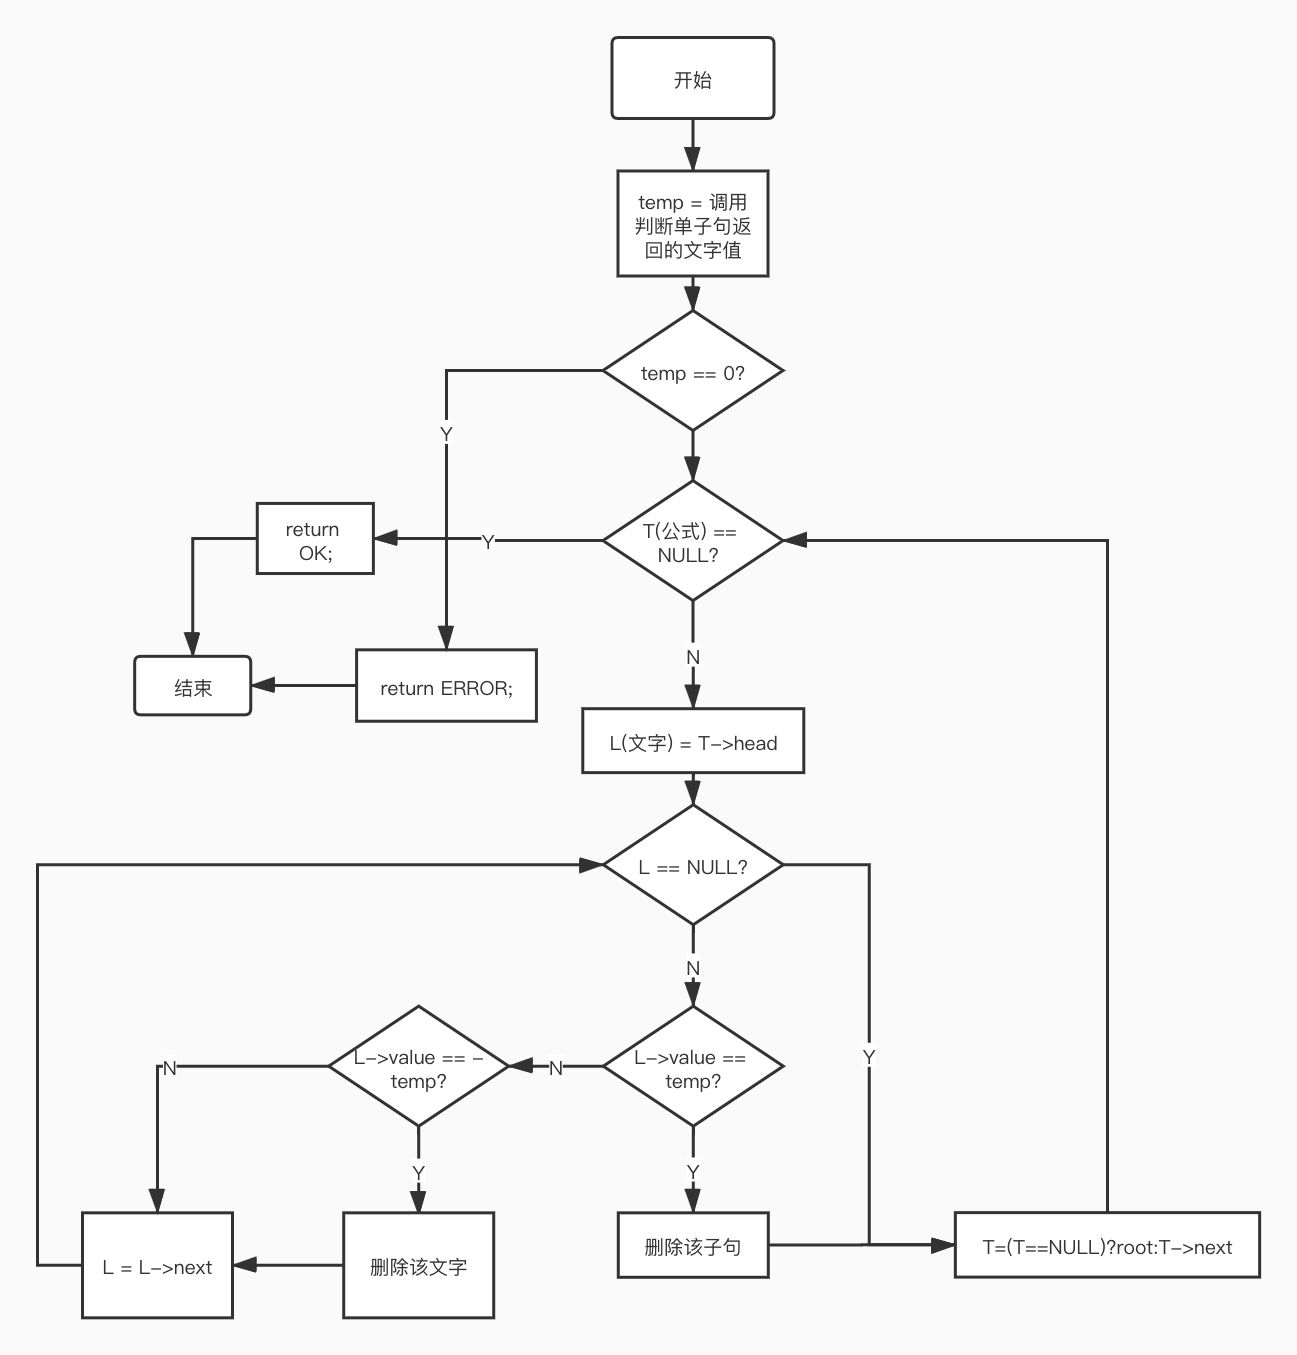 开始
temp = 调用
判断单子句返
回的文字值
temp == 0?
Y
return
OK;
Y
T(公式) ==
NULL?
N
结束
return ERROR;
L(文字) = T->head
L == NULL?
N
Y
L->value == -
temp?
L->value ==
temp?
N
N
Y
Y
L = L->next
删除该文字
删除该子句
T=(T==NULL)?root:T->next